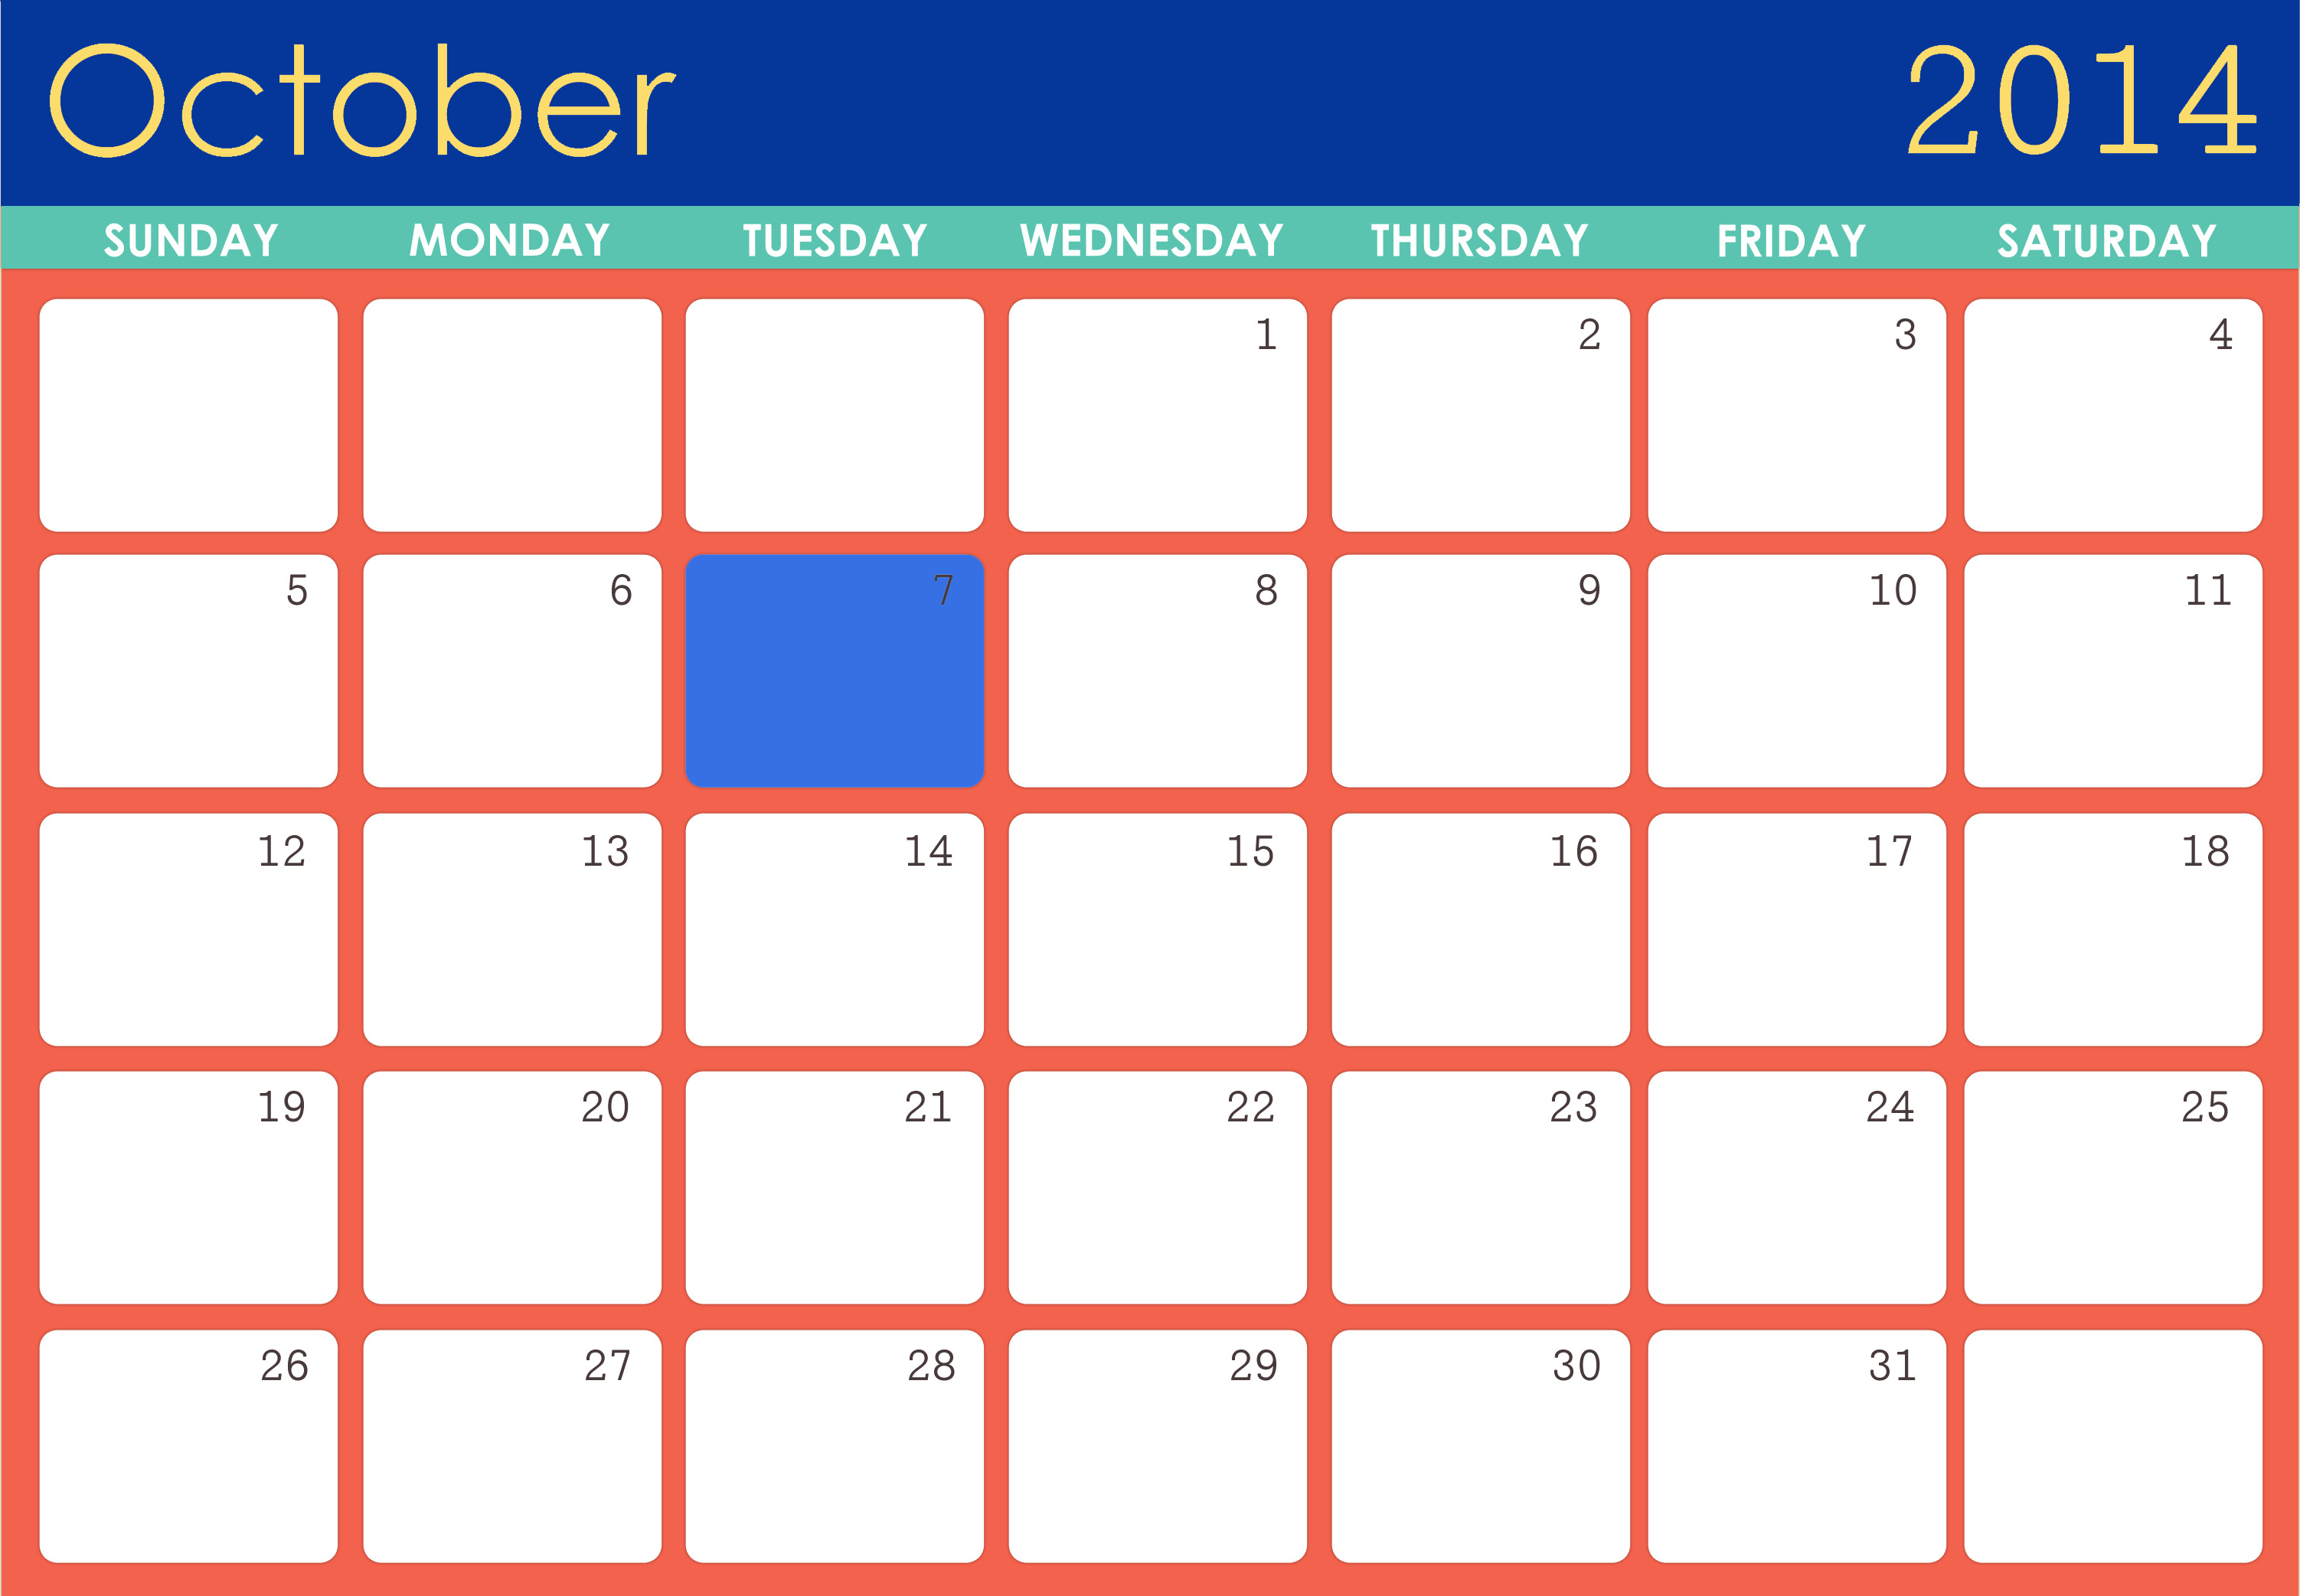 October 2014
SUNDAY MONDAY TUESDAY WEDNESDAY THURSDAY FRIDAY SATURDAY
1 2 3 4
5 6 7 8 9 10 11
12 13 14 15 16 17 18
19 20 21 22 23 24 25
26 27 28 29 30 31